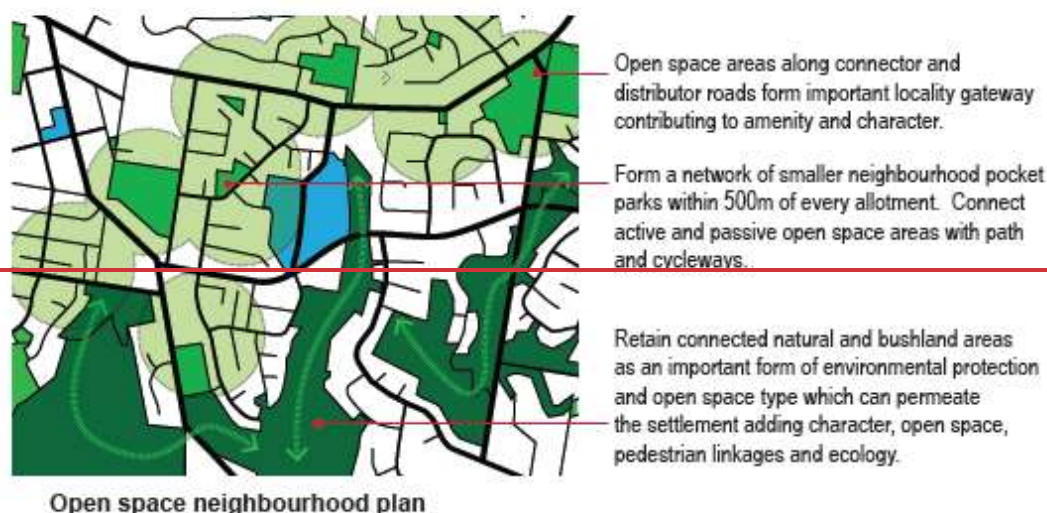 Open space areas along connector and
distributor roads form important locality gateway
contributing to amenity and character.
Form a network of smaller neighbourhood pocket
parks within 500m of every allotment. Connect
active and passive open space areas with path
and cycleways.
Retain connected natural and bushland areas
as an important form of environmental protection
and open space type which can permeate
the settlement adding character, open space,
pedestrian linkages and ecology.
Open space neighbourhood plan